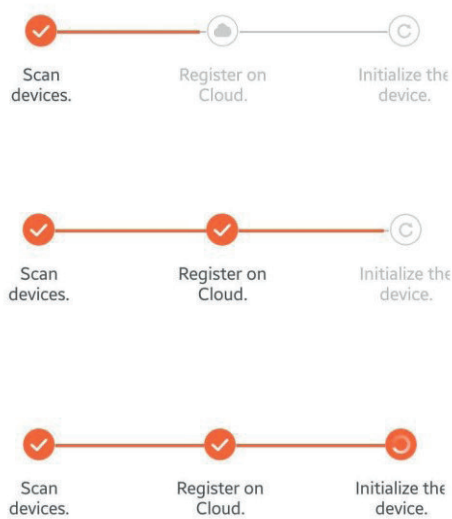 Scan
devices.
Register on
Cloud.
Initialize the
device.
Scan
devices.
Register on
Cloud.
Initialize the
device.
Scan
devices.
Register on
Cloud.
Initialize the
device.